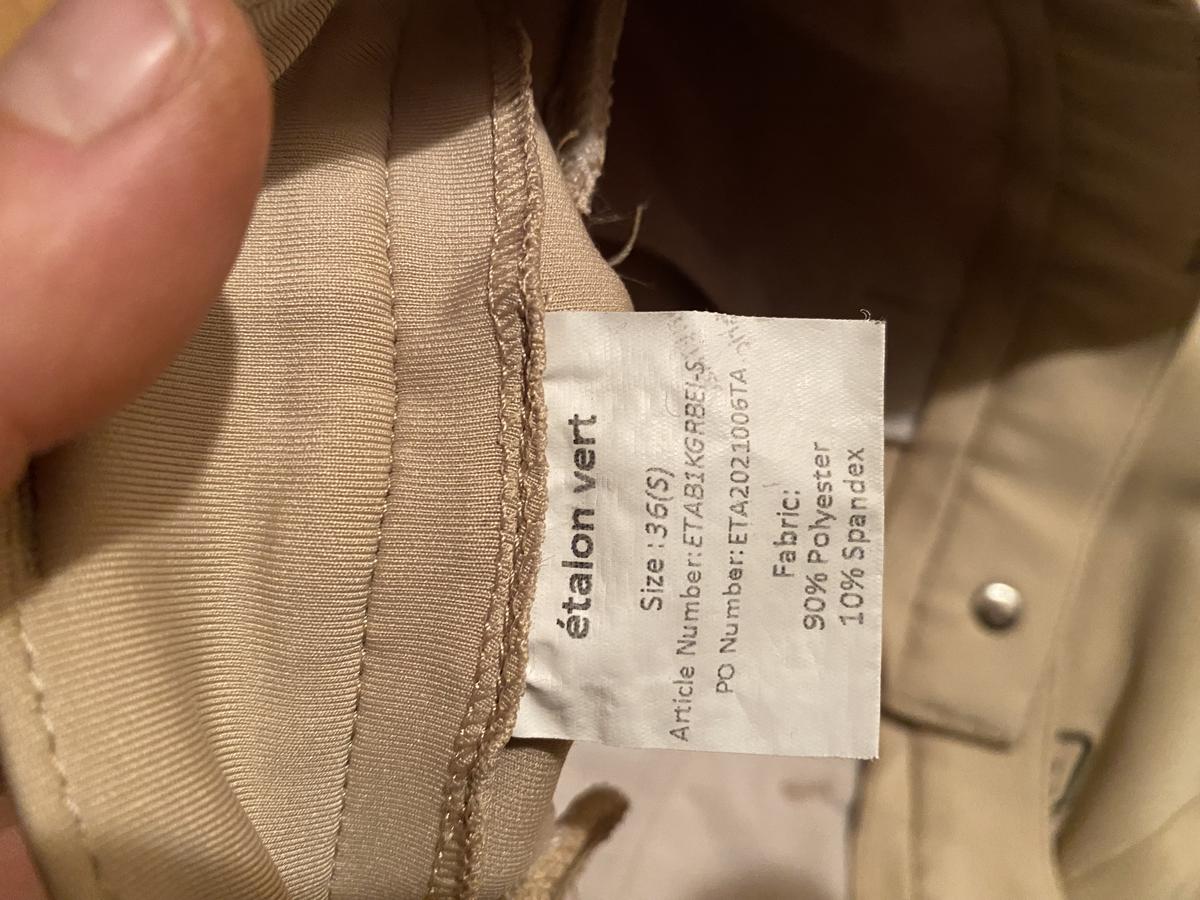 étalon vert
Size : 36(S)
Article Number:ETAB1KGRBEI-S
PO Number:ETA2021006TA
Fabric:
90% Polyester
10% Spandex